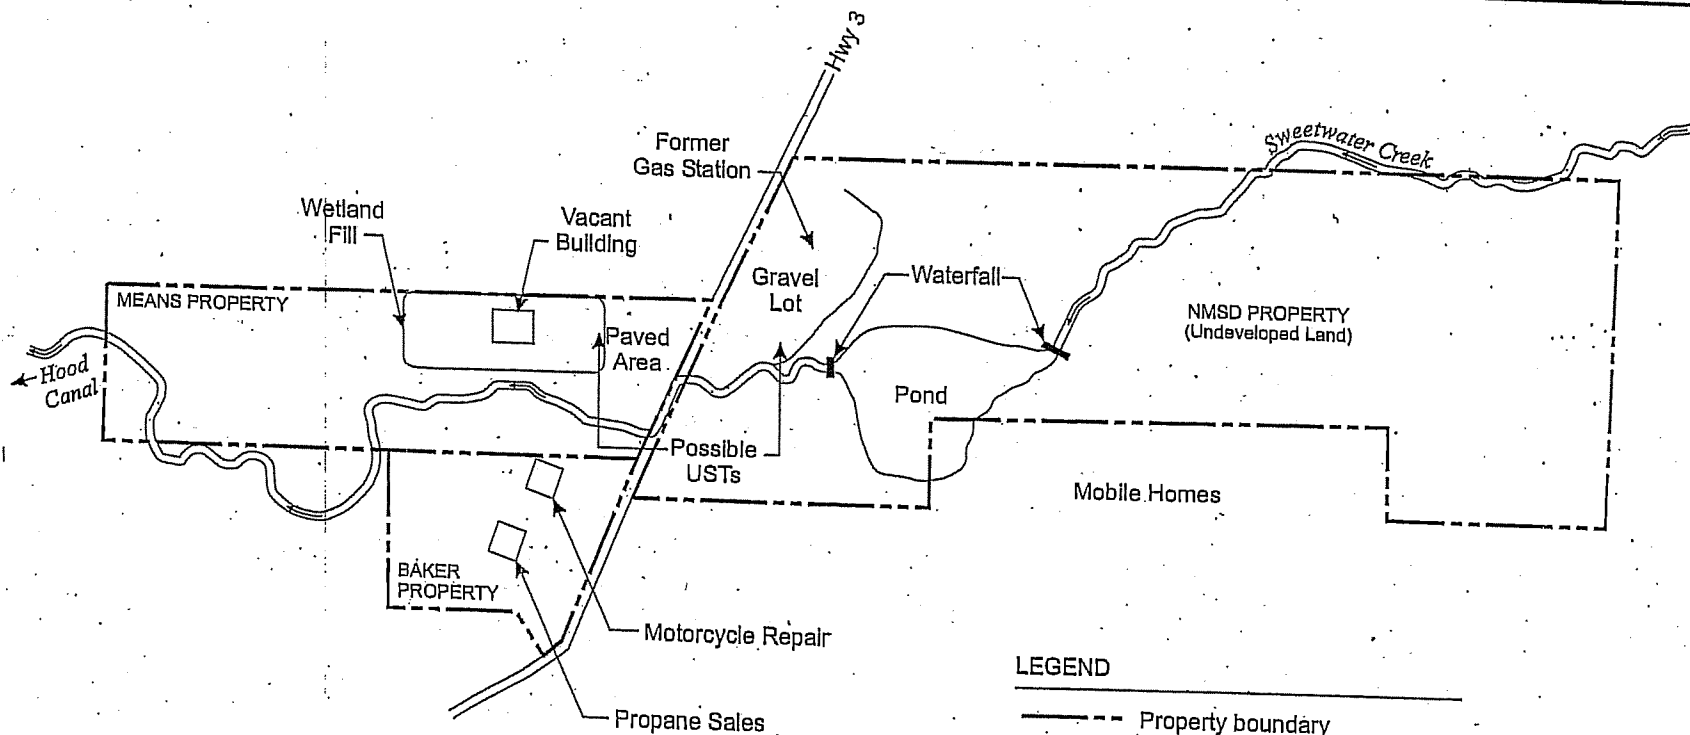 Hwy 3
Former
Gas Station
Sweetwater Creek
Wetland
Fill
Vacant
Building
Gravel
Lot
Waterfall
MEANS PROPERTY
NMSD PROPERTY
(Undeveloped Land)
Paved
Area
Hood
Canal
Pond
Possible
USTs
Mobile Homes
BAKER
PROPERTY
Motorcycle Repair
Propane Sales
LEGEND
Property boundary